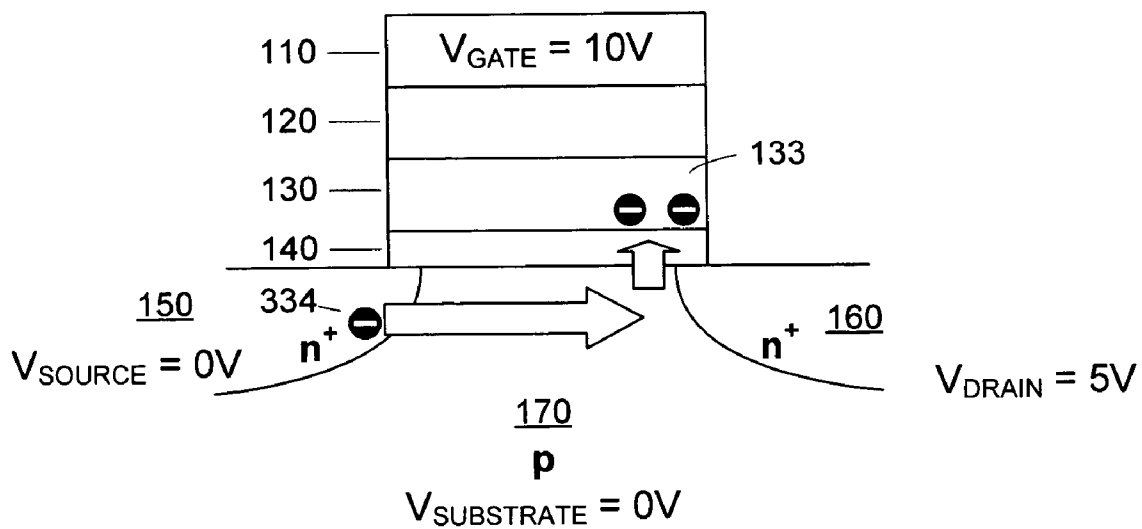 110
V_GATE = 10V
120
133
130
140
150
334
n+
160
n+
V_SOURCE = 0V
V_DRAIN = 5V
170
p
V_SUBSTRATE = 0V